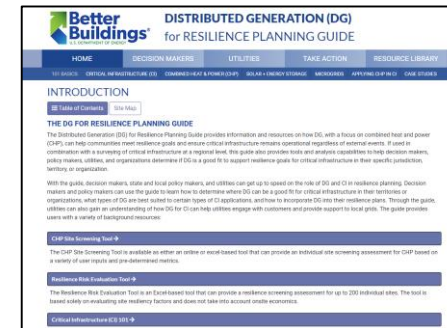 Better
Buildings®
U.S. DEPARTMENT OF ENERGY
DISTRIBUTED GENERATION (DG)
for RESILIENCE PLANNING GUIDE
HOME DECISION MAKERS UTILITIES TAKE ACTION RESOURCE LIBRARY
101 BASICS CRITICAL INFRASTRUCTURE (CI) COMBINED HEAT & POWER (CHP) SOLAR + ENERGY STORAGE MICROGRIDS APPLYING CHP IN CI CASE STUDIES
INTRODUCTION
Table of Contents Site Map
THE DG FOR RESILIENCE PLANNING GUIDE
The Distributed Generation (DG) for Resilience Planning Guide provides information and resources on how DG, with a focus on combined heat and power
(CHP), can help communities meet resilience goals and ensure critical infrastructure remains operational regardless of external events. If used in
combination with a surveying of critical infrastructure at a regional level, this guide also provides tools and analysis capabilities to help decision makers,
policy makers, utilities, and organizations determine if DG is a good fit to support resilience goals for critical infrastructure in their specific jurisdiction,
territory, or organization.
With the guide, decision makers, state and local policy makers, and utilities can get up to speed on the role of DG and CI in resilience planning. Decision
makers and policy makers can use the guide to learn how to determine where DG can be a good fit for critical infrastructure in their territories or
organizations, what types of DG are best suited to certain types of CI applications, and how to incorporate DG into their resilience plans. Through the guide,
utilities can also gain an understanding of how DG for CI can help utilities engage with customers and provide support to local grids. The guide provides
users with a variety of background resources:
CHP Site Screening Tool →
The CHP Site Screening Tool is available as either an online or excel-based tool that can provide an individual site screening assessment for CHP based on
a variety of user inputs and pre-determined metrics.
Resilience Risk Evaluation Tool →
The Resilience Risk Evaluation Tool is an Excel-based tool that can provide a resilience screening assessment for up to 200 individual sites. The tool is
based solely on evaluating site resiliency factors and does not take into account onsite economics.
Critical Infrastructure (CI) 101 →